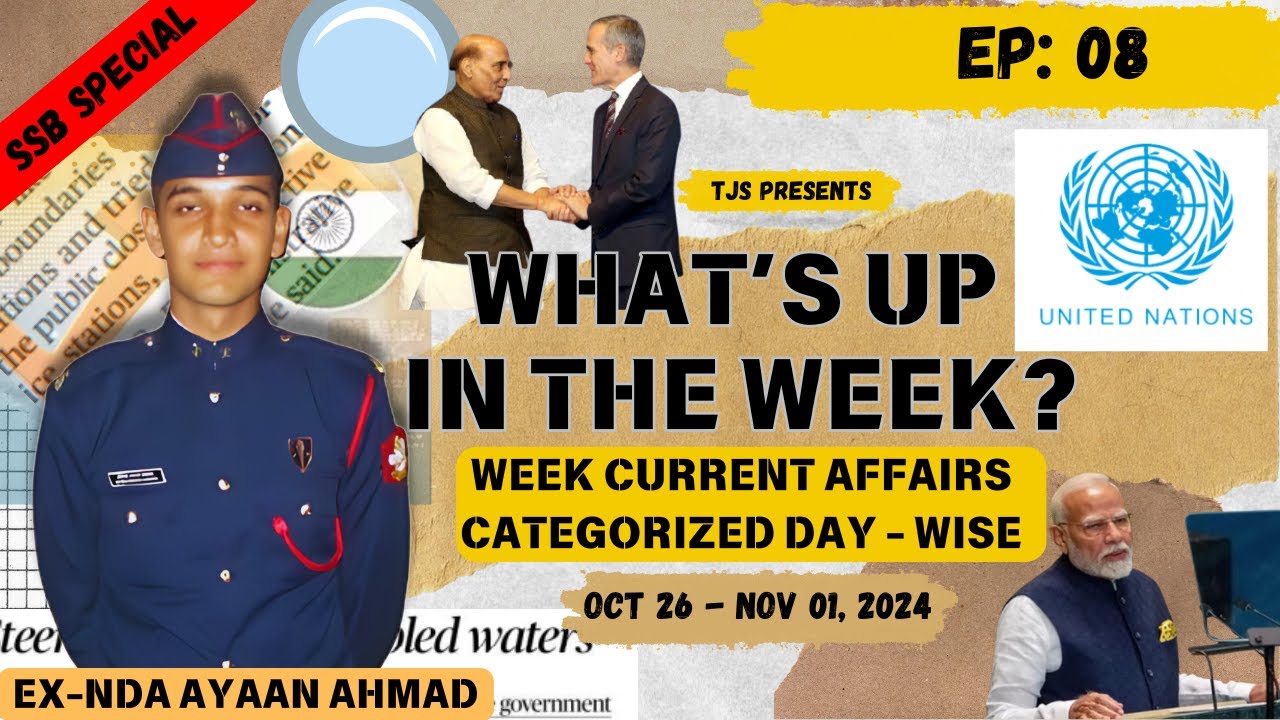 SSB SPECIAL
EP: 08
TJS PRESENTS
WHAT'S UP
IN THE WEEK?
UNITED NATIONS
WEEK CURRENT AFFAIRS
CATEGORIZED DAY - WISE
OCT 26 - NOV 01, 2024
boundaries
and tried
public clos
the p
stations,
ice
said.
bled waters
government
EX-NDA AYAAN AHMAD